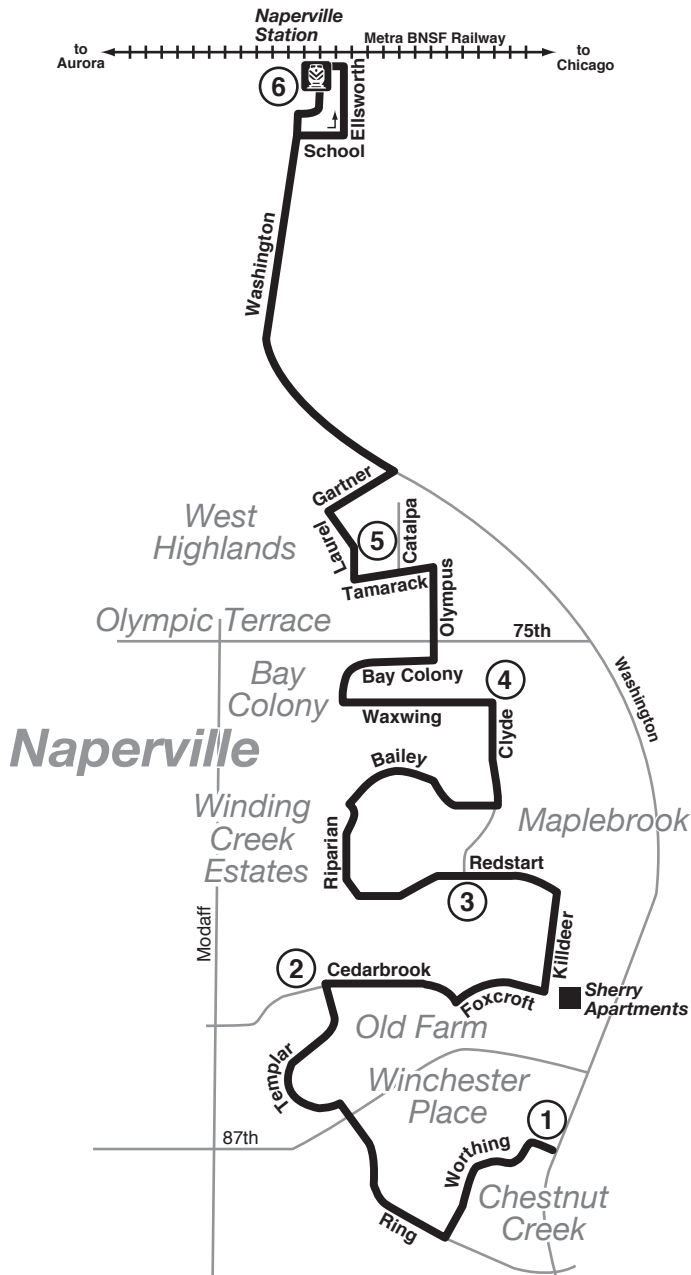 Naperville
Station
Metra BNSF Railway
to
Aurora
to
Chicago
6
Ellsworth
School
Washington
Gartner
West
Highlands
Laurel
5
Catalpa
Tamarack
Olympus
Olympic Terrace
75th
Bay
Colony
Bay Colony
4
Washington
Waxwing
Clyde
Naperville
Bailey
Winding
Creek
Estates
Maplebrook
Riparian
Redstart
3
Modaff
Killdeer
2
Cedarbrook
Foxcroft
Sherry
Apartments
Old Farm
Templar
Winchester
Place
1
87th
Worthing
Chestnut
Creek
Ring